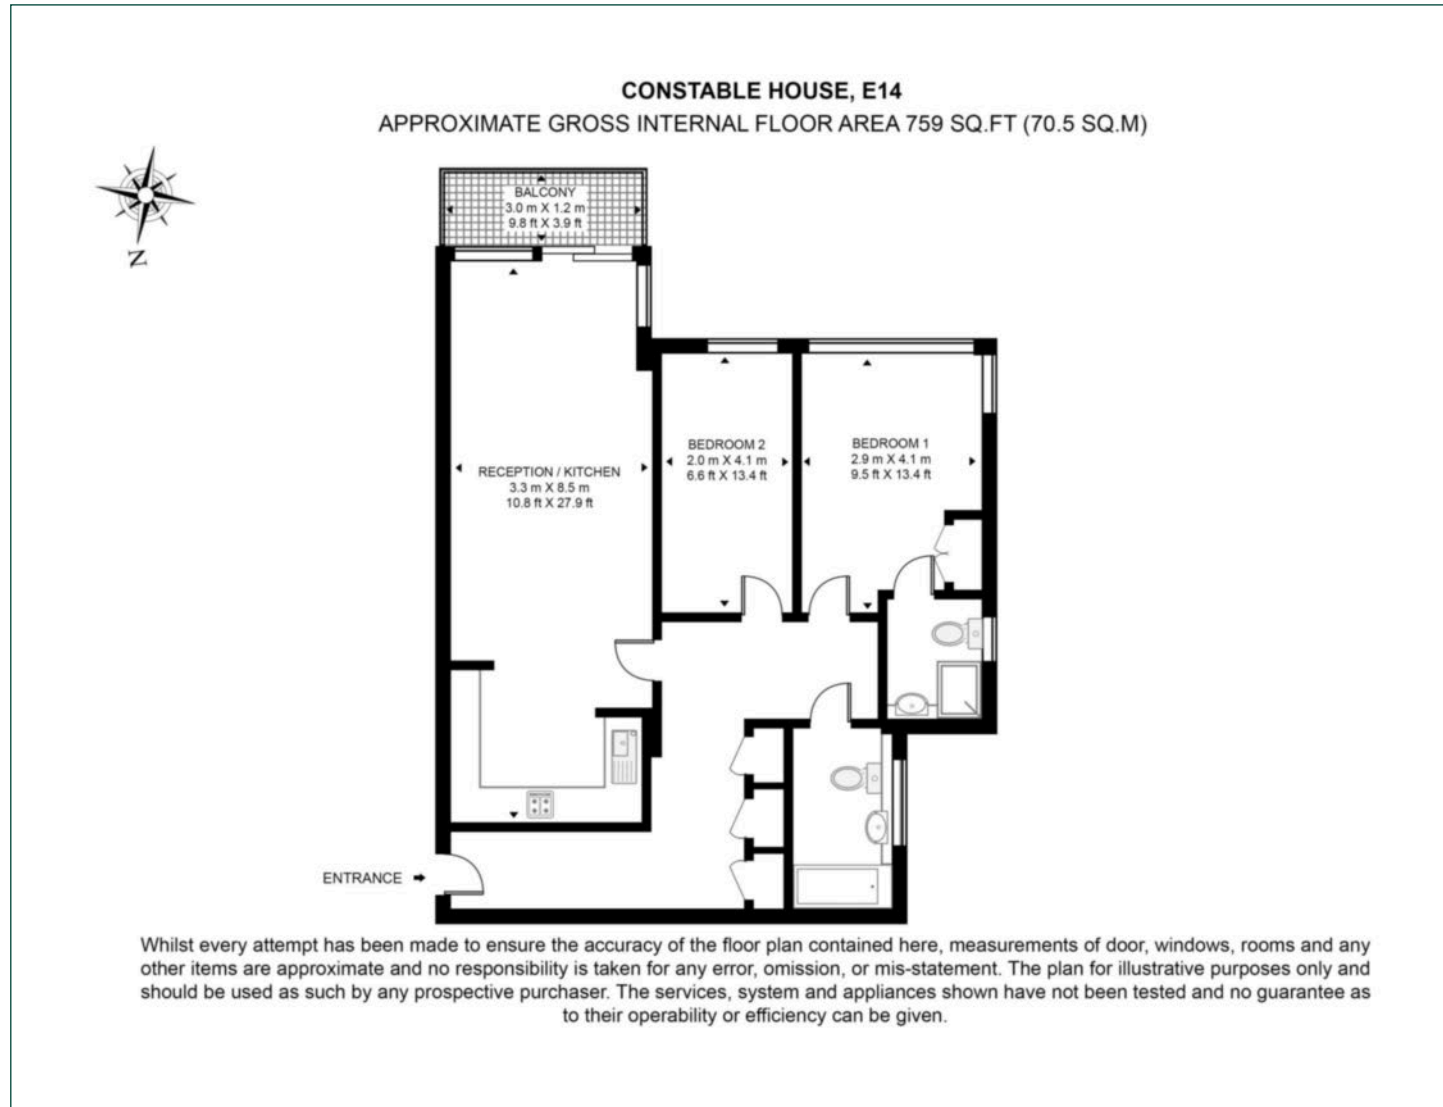 CONSTABLE HOUSE, E14
APPROXIMATE GROSS INTERNAL FLOOR AREA 759 SQ.FT (70.5 SQ.M)
N
BALCONY
3.0 m X 1.2 m
9.8 ft X 3.9 ft
RECEPTION / KITCHEN
3.3 m X 8.5 m
10.8 ft X 27.9 ft
BEDROOM 2
2.0 m X 4.1 m
6.6 ft X 13.4 ft
BEDROOM 1
2.9 m X 4.1 m
9.5 ft X 13.4 ft
ENTRANCE
Whilst every attempt has been made to ensure the accuracy of the floor plan contained here, measurements of door, windows, rooms and any
other items are approximate and no responsibility is taken for any error, omission, or mis-statement. The plan for illustrative purposes only and
should be used as such by any prospective purchaser. The services, system and appliances shown have not been tested and no guarantee as
to their operability or efficiency can be given.